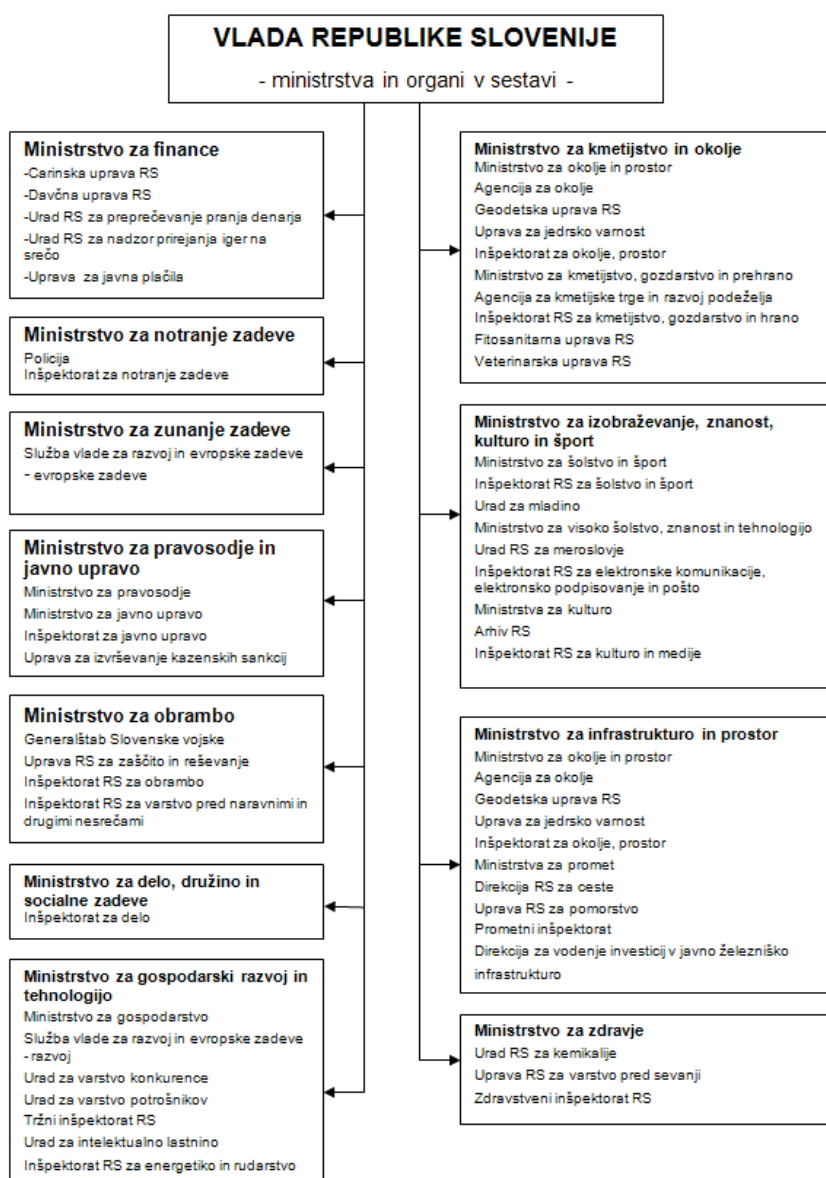 VLADA REPUBLIKE SLOVENIJE
- ministrstva in organi v sestavi -
Ministrstvo za finance
-Carinska uprava RS
-Davčna uprava RS
-Urad RS za preprečevanje pranja denarja
-Urad RS za nadzor prirejanja iger na
srečo
-Uprava za javna plačila
Ministrstvo za notranje zadeve
Policija
Inšpektorat za notranje zadeve
Ministrstvo za zunanje zadeve
Služba vlade za razvoj in evropske zadeve
- evropske zadeve
Ministrstvo za pravosodje in
javno upravo
Ministrstvo za pravosodje
Ministrstvo za javno upravo
Inšpektorat za javno upravo
Uprava za izvrševanje kazenskih sankcij
Ministrstvo za obrambo
Generalštab Slovenske vojske
Uprava RS za zaščito in reševanje
Inšpektorat RS za obrambo
Inšpektorat RS za varstvo pred naravnimi in
drugimi nesrečami
Ministrstvo za delo, družino in
socialne zadeve
Inšpektorat za delo
Ministrstvo za gospodarski razvoj in
tehnologijo
Ministrstvo za gospodarstvo
Služba vlade za razvoj in evropske zadeve
- razvoj
Urad za varstvo konkurence
Urad za varstvo potrošnikov
Tržni inšpektorat RS
Urad za intelektualno lastnino
Inšpektorat RS za energetiko in rudarstvo
Ministrstvo za kmetijstvo in okolje
Ministrstvo za okolje in prostor
Agencija za okolje
Geodetska uprava RS
Uprava za jedrsko varnost
Inšpektorat za okolje, prostor
Ministrstvo za kmetijstvo, gozdarstvo in prehrano
Agencija za kmetijske trge in razvoj podeželja
Inšpektorat RS za kmetijstvo, gozdarstvo in hrano
Fitosanitarna uprava RS
Veterinarska uprava RS
Ministrstvo za izobraževanje, znanost,
kulturo in šport
Ministrstvo za šolstvo in šport
Inšpektorat RS za šolstvo in šport
Urad za mladino
Ministrstvo za visoko šolstvo, znanost in tehnologijo
Urad RS za meroslovje
Inšpektorat RS za elektronske komunikacije,
elektronsko podpisovanje in pošto
Ministrstva za kulturo
Arhiv RS
Inšpektorat RS za kulturo in medije
Ministrstvo za infrastrukturo in prostor
Ministrstvo za okolje in prostor
Agencija za okolje
Geodetska uprava RS
Uprava za jedrsko varnost
Inšpektorat za okolje, prostor
Ministrstva za promet
Direkcija RS za ceste
Uprava RS za pomorstvo
Prometni inšpektorat
Direkcija za vodenje investicij v javno železniško
infrastrukturo
Ministrstvo za zdravje
Urad RS za kemikalije
Uprava RS za varstvo pred sevanji
Zdravstveni inšpektorat RS